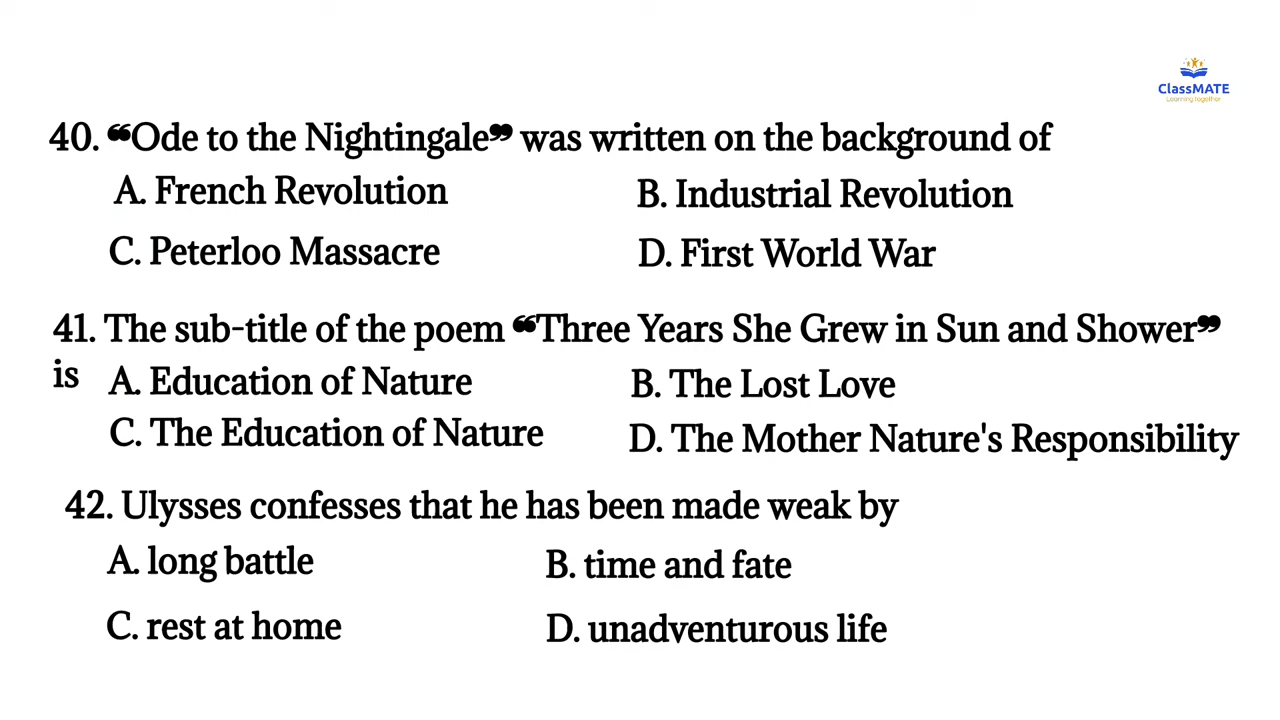 ClassMATE
Learning together
40. ❝Ode to the Nightingale❞ was written on the background of
A. French Revolution B. Industrial Revolution
C. Peterloo Massacre D. First World War
41. The sub-title of the poem ❝Three Years She Grew in Sun and Shower❞
is A. Education of Nature B. The Lost Love
C. The Education of Nature D. The Mother Nature's Responsibility
42. Ulysses confesses that he has been made weak by
A. long battle B. time and fate
C. rest at home D. unadventurous life